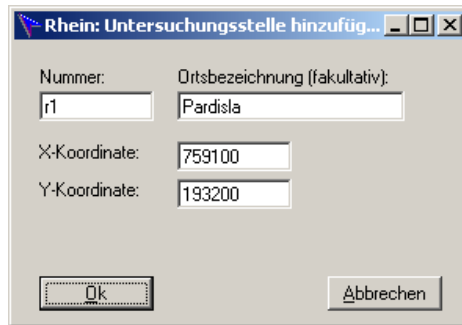 Rhein: Untersuchungsstelle hinzufüg...
Nummer: Ortsbezeichnung (fakultativ):
r1 Pardisla
X-Koordinate: 759100
Y-Koordinate: 193200
Ok Abbrechen